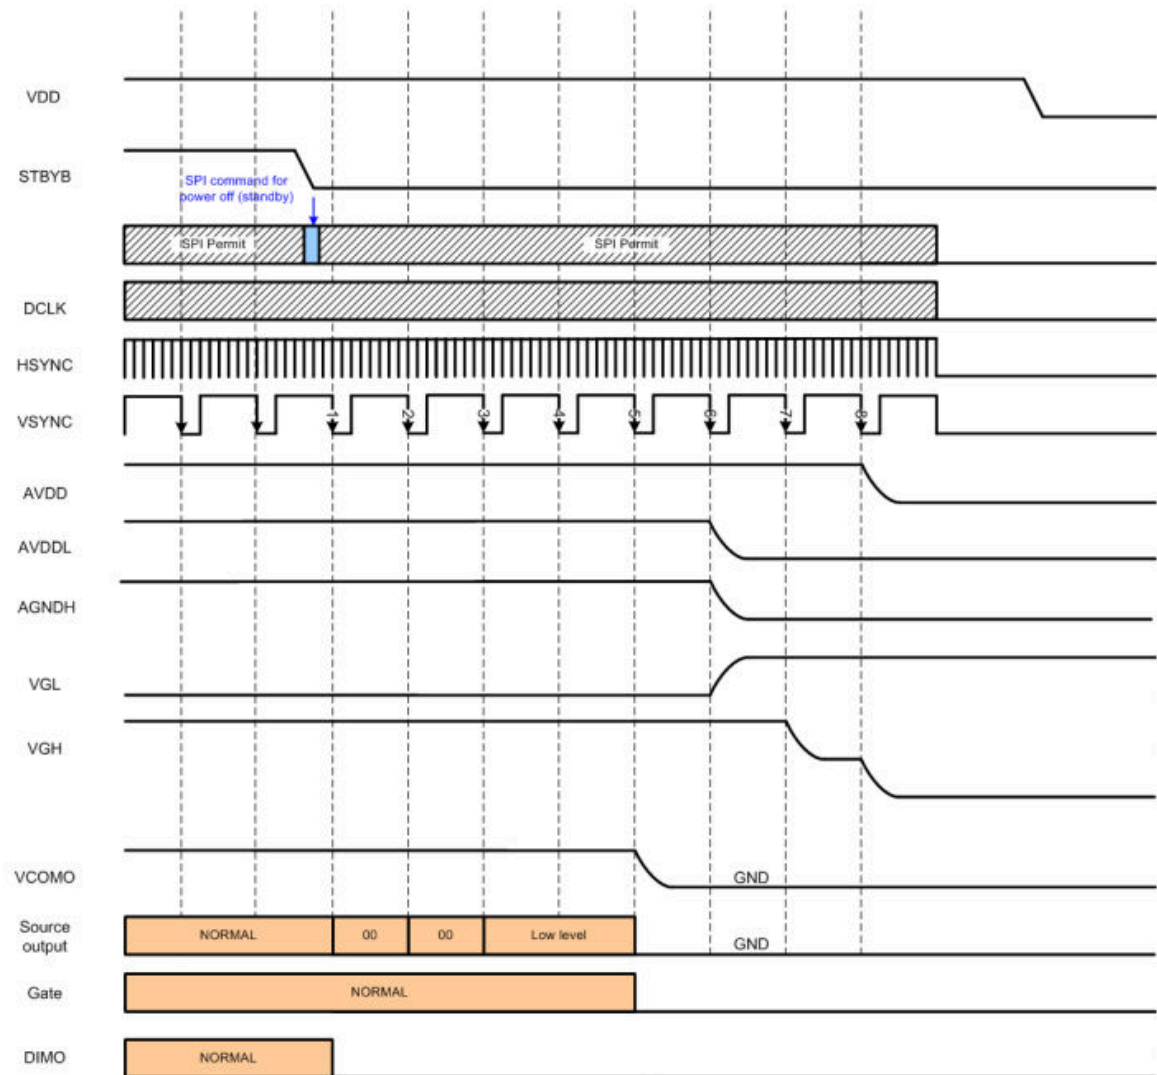 VDD
STBYB
SPI command for
power off (standby)
SPI Permit
SPI Permit
DCLK
HSYNC
VSYNC
1
2
3
4
5
6
7
8
AVDD
AVDDL
AGNDH
VGL
VGH
VCOMO
GND
Source
output
NORMAL
00
00
Low level
GND
Gate
NORMAL
DIMO
NORMAL